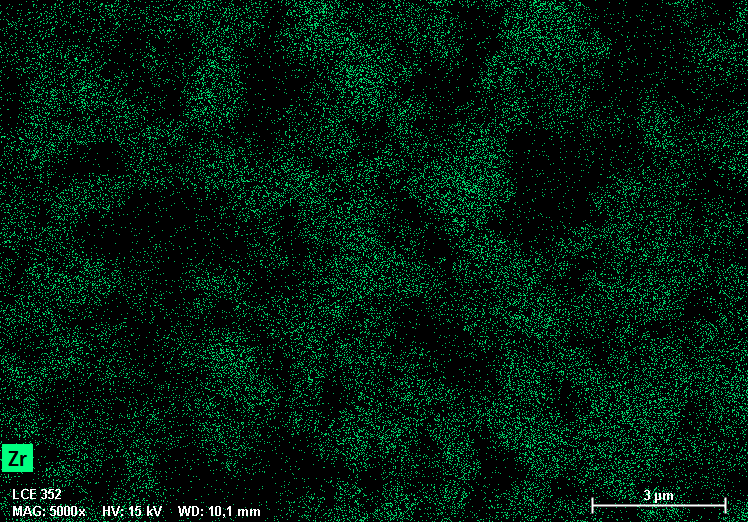 Zr
LCE 352
3 µm
MAG: 5000x HV: 15 kV WD: 10,1 mm